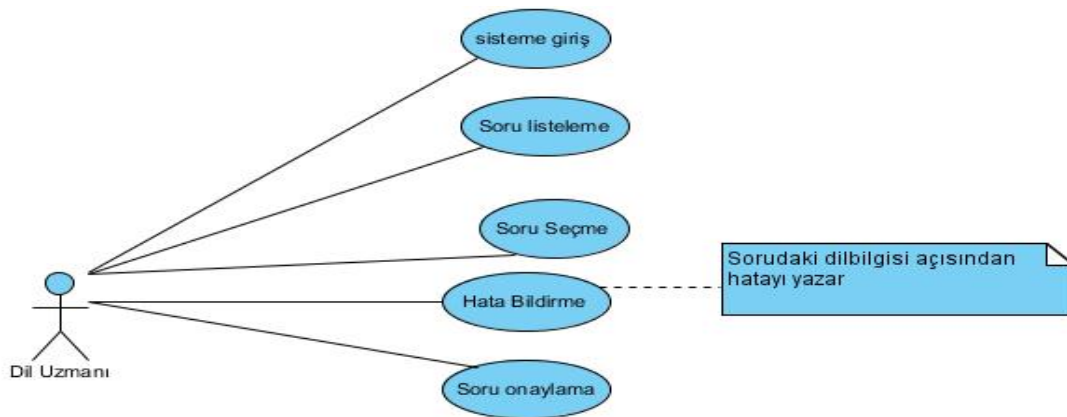 sisteme giriş
Soru listeleme
Soru Seçme
Sorudaki dilbilgisi açısından
hatayı yazar
Hata Bildirme
Dil Uzmanı
Soru onaylama